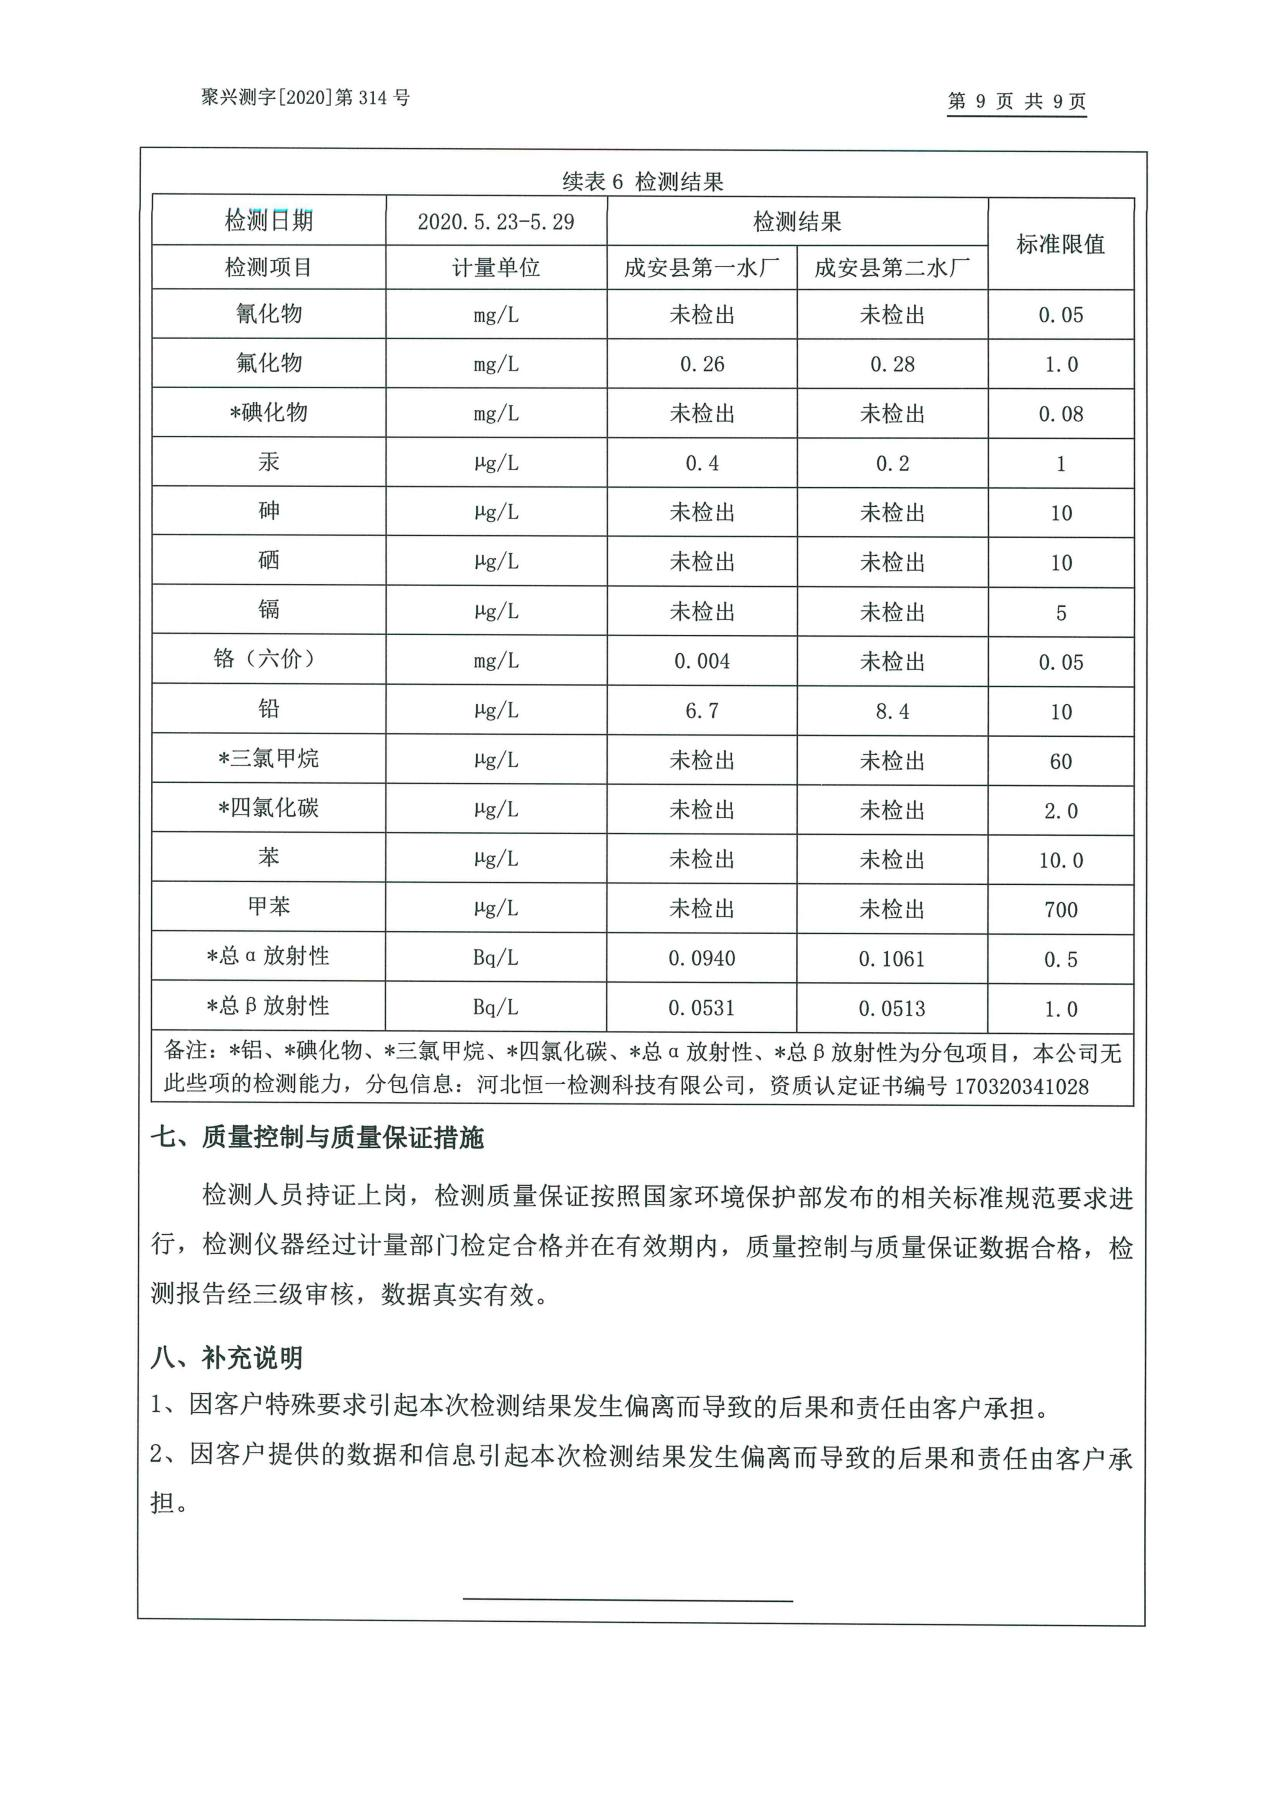 聚兴测字[2020]第 314 号
第 9 页 共 9页
续表 6 检测结果
检测日期 2020.5.23-5.29 检测结果 标准限值
检测项目 计量单位 成安县第一水厂 成安县第二水厂
氰化物 mg/L 未检出 未检出 0.05
氟化物 mg/L 0.26 0.28 1.0
*碘化物 mg/L 未检出 未检出 0.08
汞 μg/L 0.4 0.2 1
砷 μg/L 未检出 未检出 10
硒 μg/L 未检出 未检出 10
镉 μg/L 未检出 未检出 5
铬（六价） mg/L 0.004 未检出 0.05
铅 μg/L 6.7 8.4 10
*三氯甲烷 μg/L 未检出 未检出 60
*四氯化碳 μg/L 未检出 未检出 2.0
苯 μg/L 未检出 未检出 10.0
甲苯 μg/L 未检出 未检出 700
*总α放射性 Bq/L 0.0940 0.1061 0.5
*总β放射性 Bq/L 0.0531 0.0513 1.0
备注：*铝、*碘化物、*三氯甲烷、*四氯化碳、*总α放射性、*总β放射性为分包项目，本公司无
此些项的检测能力，分包信息：河北恒一检测科技有限公司，资质认定证书编号 170320341028
七、质量控制与质量保证措施
检测人员持证上岗，检测质量保证按照国家环境保护部发布的相关标准规范要求进
行，检测仪器经过计量部门检定合格并在有效期内，质量控制与质量保证数据合格，检
测报告经三级审核，数据真实有效。
八、补充说明
1、因客户特殊要求引起本次检测结果发生偏离而导致的后果和责任由客户承担。
2、因客户提供的数据和信息引起本次检测结果发生偏离而导致的后果和责任由客户承
担。